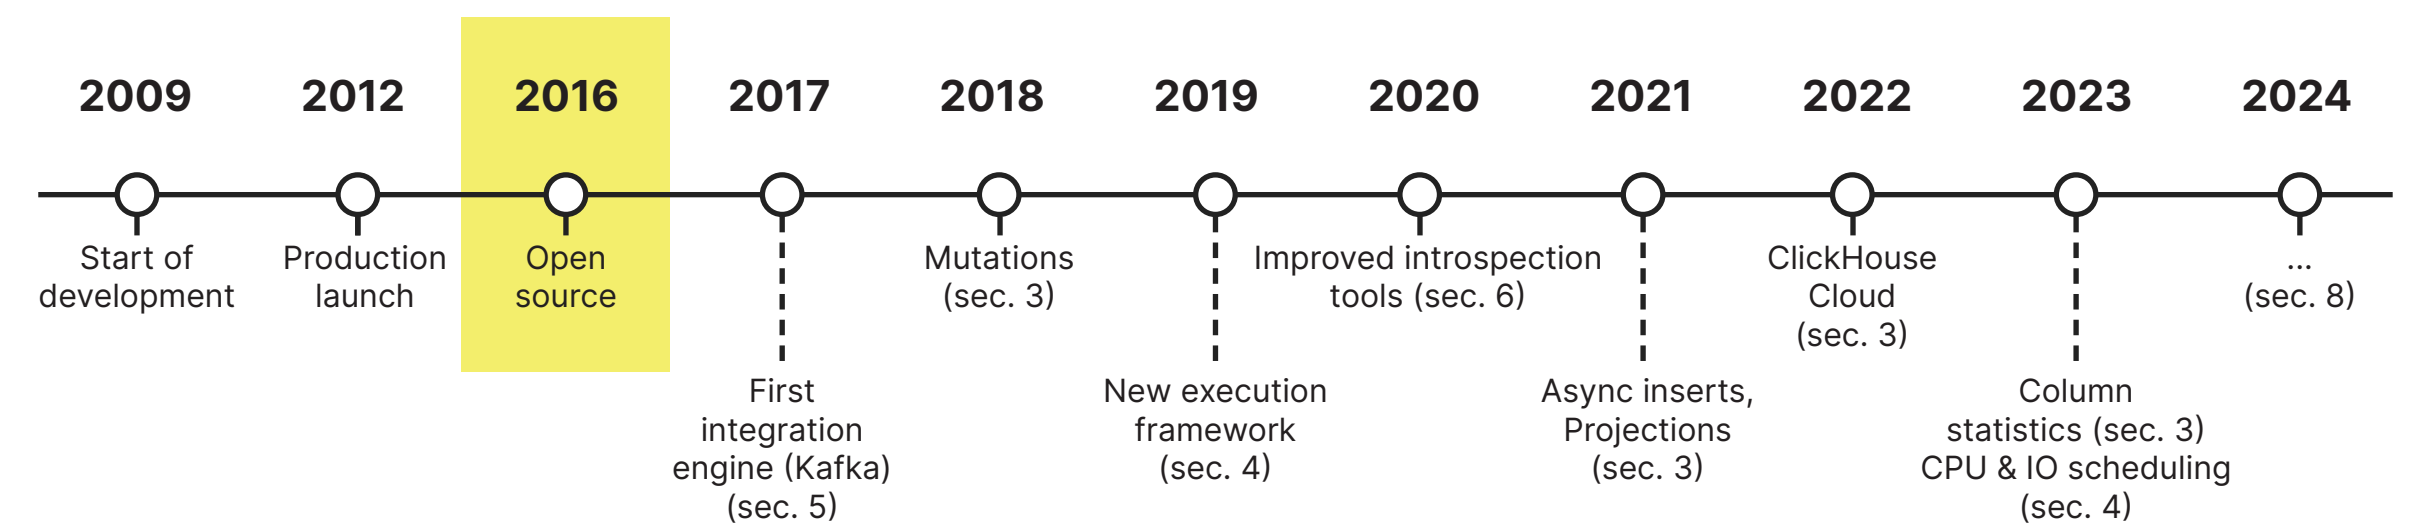 2009
Start of
development
2012
Production
launch
2016
Open
source
2017
First
integration
engine (Kafka)
(sec. 5)
2018
Mutations
(sec. 3)
2019
New execution
framework
(sec. 4)
2020
Improved introspection
tools (sec. 6)
2021
Async inserts,
Projections
(sec. 3)
2022
ClickHouse
Cloud
(sec. 3)
2023
Column
statistics (sec. 3)
CPU & IO scheduling
(sec. 4)
2024
...
(sec. 8)